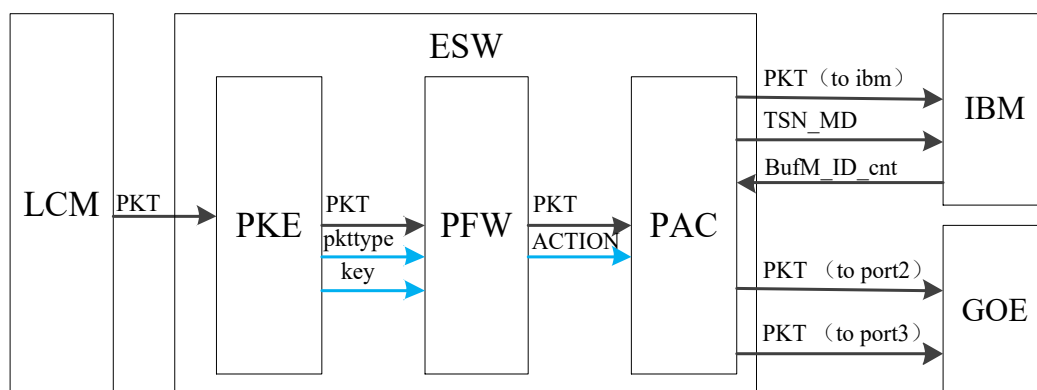 ESW
LCM
PKT
PKE
PKT
pkttype
key
PFW
PKT
ACTION
PAC
PKT（to ibm）
TSN_MD
BufM_ID_cnt
IBM
PKT （to port2）
PKT （to port3）
GOE